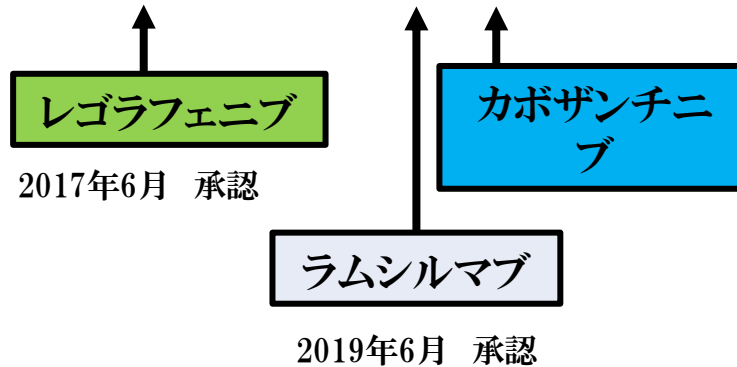 レゴラフェニブ
カボザンチニ
ブ
2017年6月 承認
ラムシルマブ
2019年6月 承認